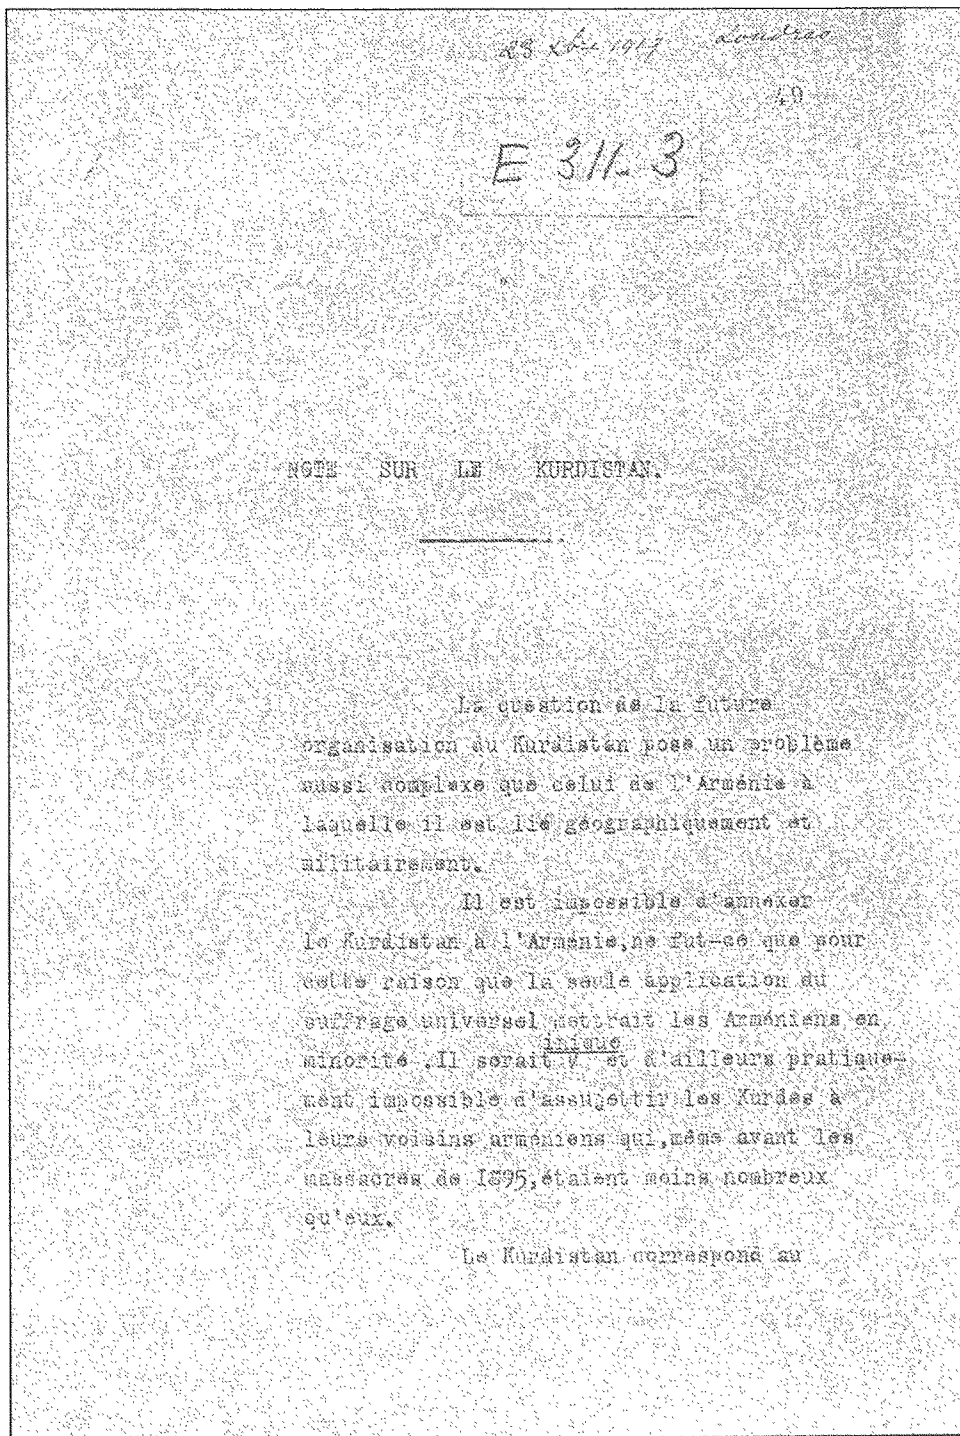 23 Xbre 1919 Londres
40
E 311-3
NOTE SUR LE KURDISTAN.
La question de la future
organisation du Kurdistan pose un problème
aussi complexe que celui de l'Arménie à
laquelle il est lié géographiquement et
militairement.
Il est impossible d'annexer
le Kurdistan à l'Arménie,ne fut-ce que pour
cette raison que la seule application du
suffrage universel mettrait les Arméniens en
inique
minorité .Il serait V et d'ailleurs pratique-
ment impossible d'assujettir les Kurdes à
leurs voisins arméniens qui,même avant les
massacres de 1895,étaient moins nombreux
qu'eux.
Le Kurdistan correspond au